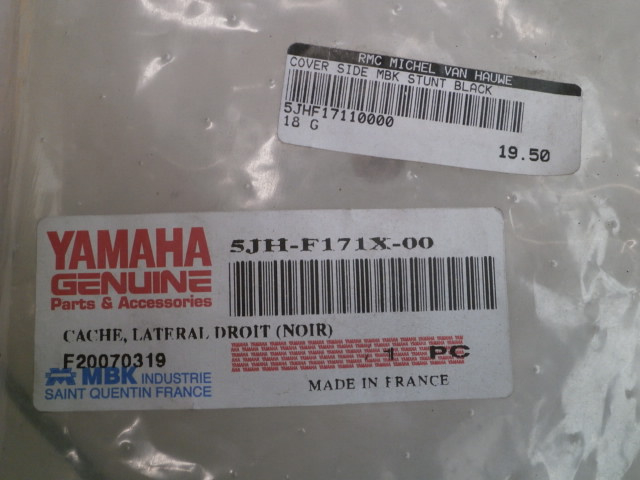 RMC MICHEL VAN HAUWE
COVER SIDE MBK STUNT BLACK
5JHF17110000
18 G
19.50
YAMAHA
GENUINE
Parts & Accessories
5JH-F171X-00
CACHE, LATERAL DROIT (NOIR)
F20070319
1 PC
MBK INDUSTRIE
SAINT QUENTIN FRANCE
MADE IN FRANCE